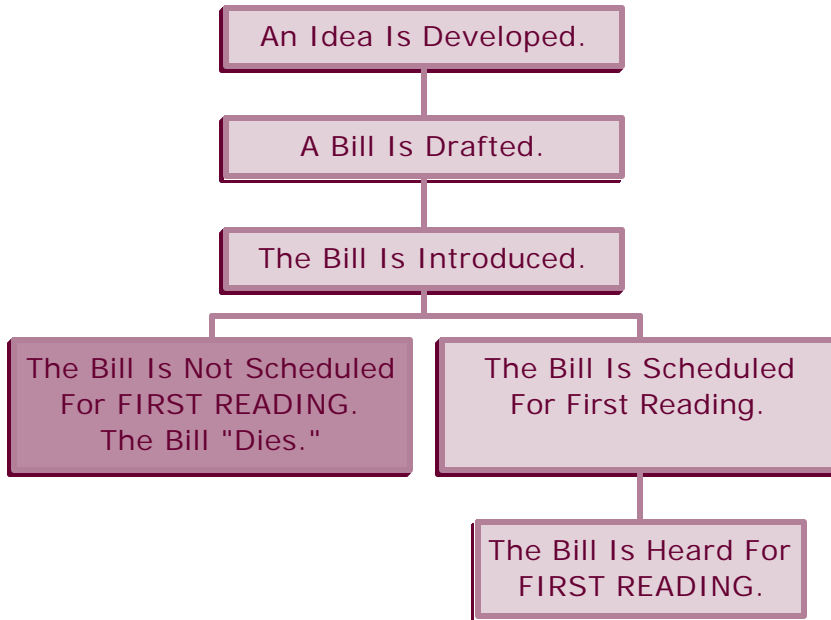 An Idea Is Developed.
A Bill Is Drafted.
The Bill Is Introduced.
The Bill Is Not Scheduled
For FIRST READING.
The Bill "Dies."
The Bill Is Scheduled
For First Reading.
The Bill Is Heard For
FIRST READING.